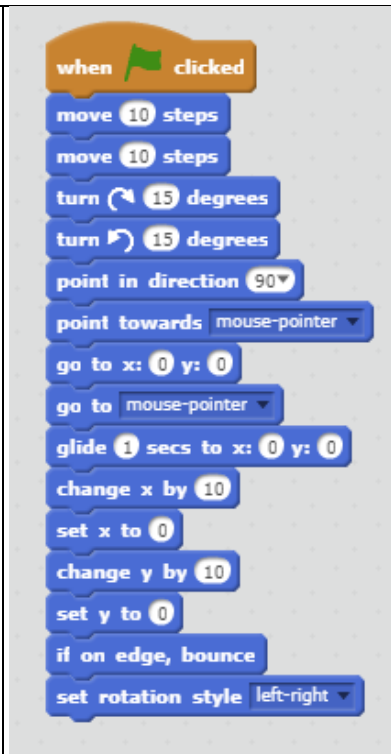 when clicked
move 10 steps
move 10 steps
turn 15 degrees
turn 15 degrees
point in direction 90
point towards mouse-pointer
go to x: 0 y: 0
go to mouse-pointer
glide 1 secs to x: 0 y: 0
change x by 10
set x to 0
change y by 10
set y to 0
if on edge, bounce
set rotation style left-right